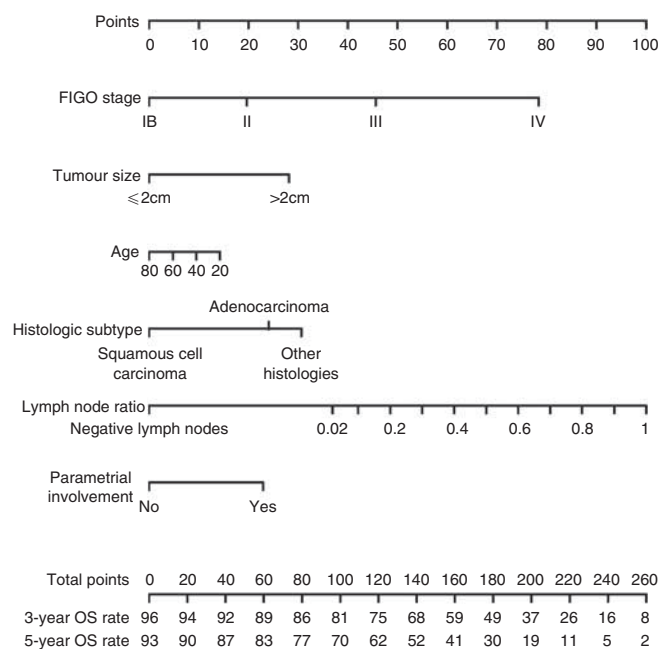 Points
0 10 20 30 40 50 60 70 80 90 100
FIGO stage
IB II III IV
Tumour size
⩽2cm >2cm
Age
80 60 40 20
Adenocarcinoma
Histologic subtype
Squamous cell carcinoma
Other histologies
Lymph node ratio
Negative lymph nodes 0.02 0.2 0.4 0.6 0.8 1
Parametrial
involvement
No Yes
Total points 0 20 40 60 80 100 120 140 160 180 200 220 240 260
3-year OS rate 96 94 92 89 86 81 75 68 59 49 37 26 16 8
5-year OS rate 93 90 87 83 77 70 62 52 41 30 19 11 5 2